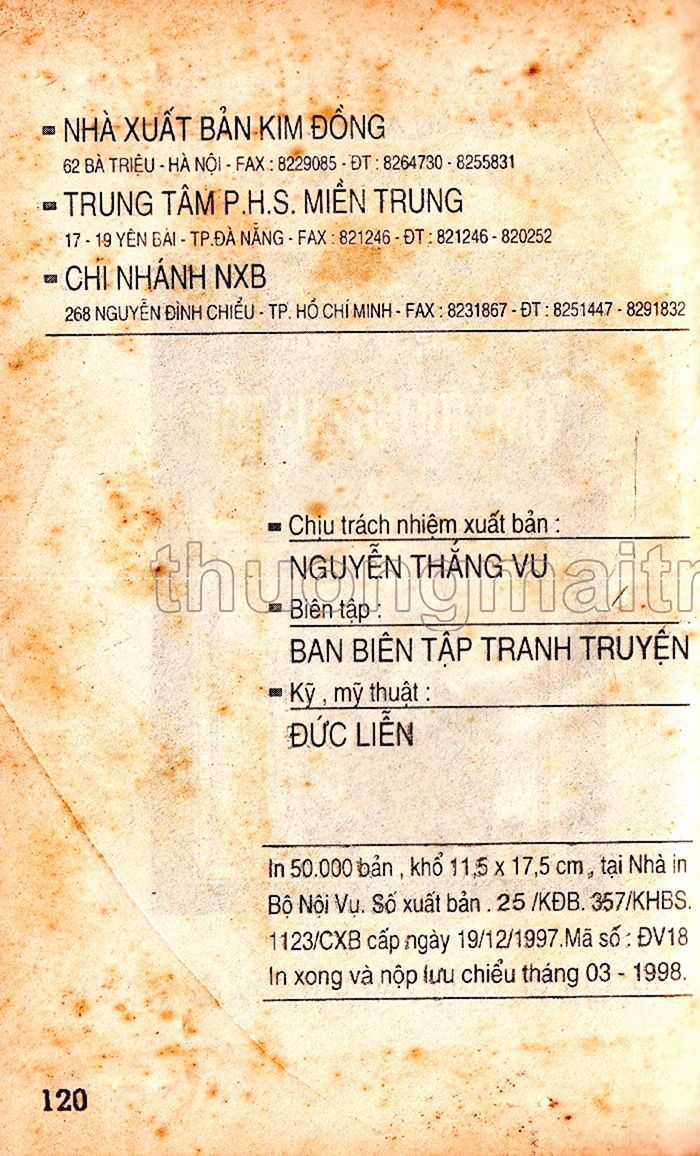 NHÀ XUẤT BẢN KIM ĐỒNG
62 BÀ TRIỆU - HÀ NỘI - FAX : 8229085 - ĐT : 8264730 - 8255831
TRUNG TÂM P.H.S. MIỀN TRUNG
17 - 19 YÊN BÁI - TP.ĐÀ NẴNG - FAX : 821246 - ĐT : 821246 - 820252
CHI NHÁNH NXB
268 NGUYỄN ĐÌNH CHIỂU - TP. HỒ CHÍ MINH - FAX : 8231867 - ĐT : 8251447 - 8291832
Chịu trách nhiệm xuất bản :
NGUYỄN THẮNG VU
thuongmaitr
Biên tập :
BAN BIÊN TẬP TRANH TRUYỆN
Kỹ , mỹ thuật :
ĐỨC LIỄN
In 50.000 bản , khổ 11,5 x 17,5 cm , tại Nhà in
Bộ Nội Vụ. Số xuất bản . 25 /KĐB. 357/KHBS.
1123/CXB cấp ngày 19/12/1997.Mã số : ĐV18
In xong và nộp lưu chiểu tháng 03 - 1998.
120